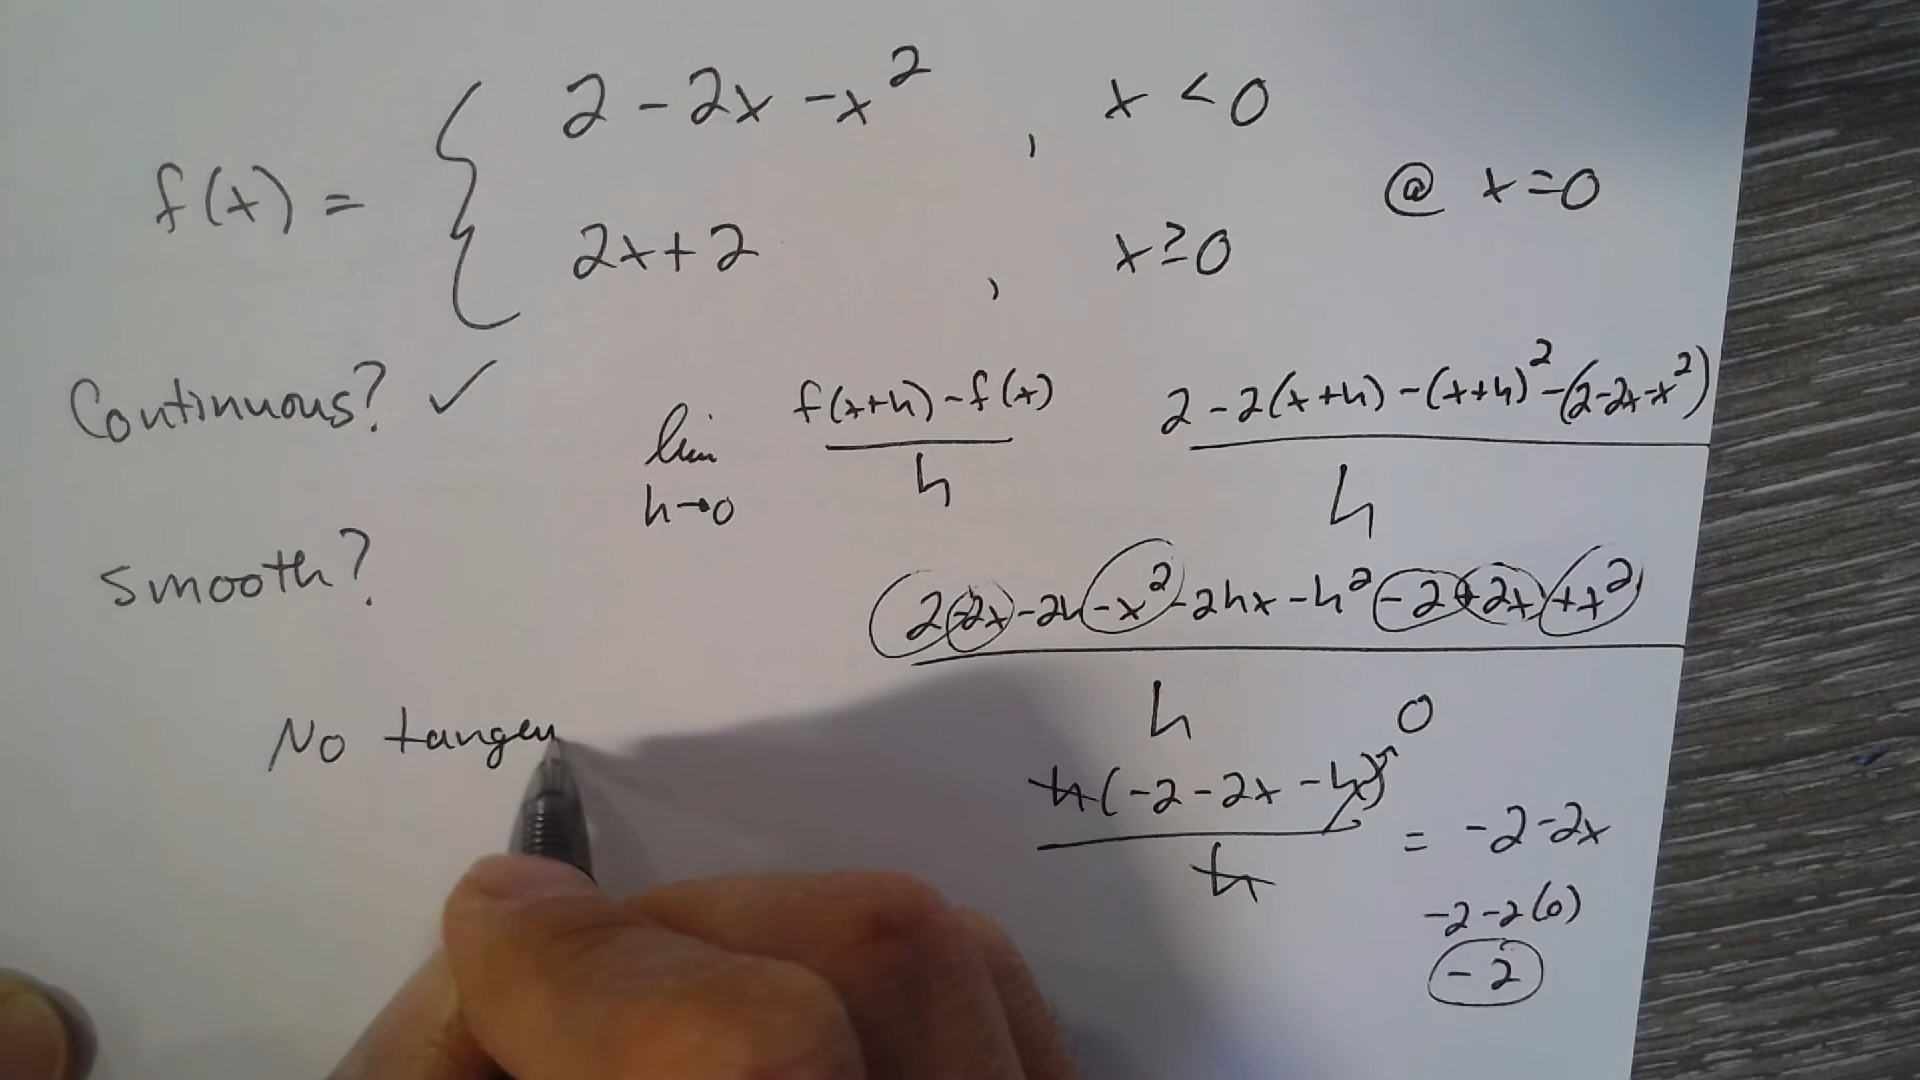 f(x) = { 2 - 2x - x² , x < 0
2x + 2 , x ≥ 0
@ x = 0
Continuous? ✓
lim h→0 f(x+h) - f(x) / h
2 - 2(x+h) - (x+h)² - (2-2x-x²) / h
Smooth?
2 - 2x - 2h - x² - 2hx - h² - 2 + 2x + x² / h
No tangen
0
h(-2 - 2x - h) / h = -2 - 2x
-2 - 2(0)
-2